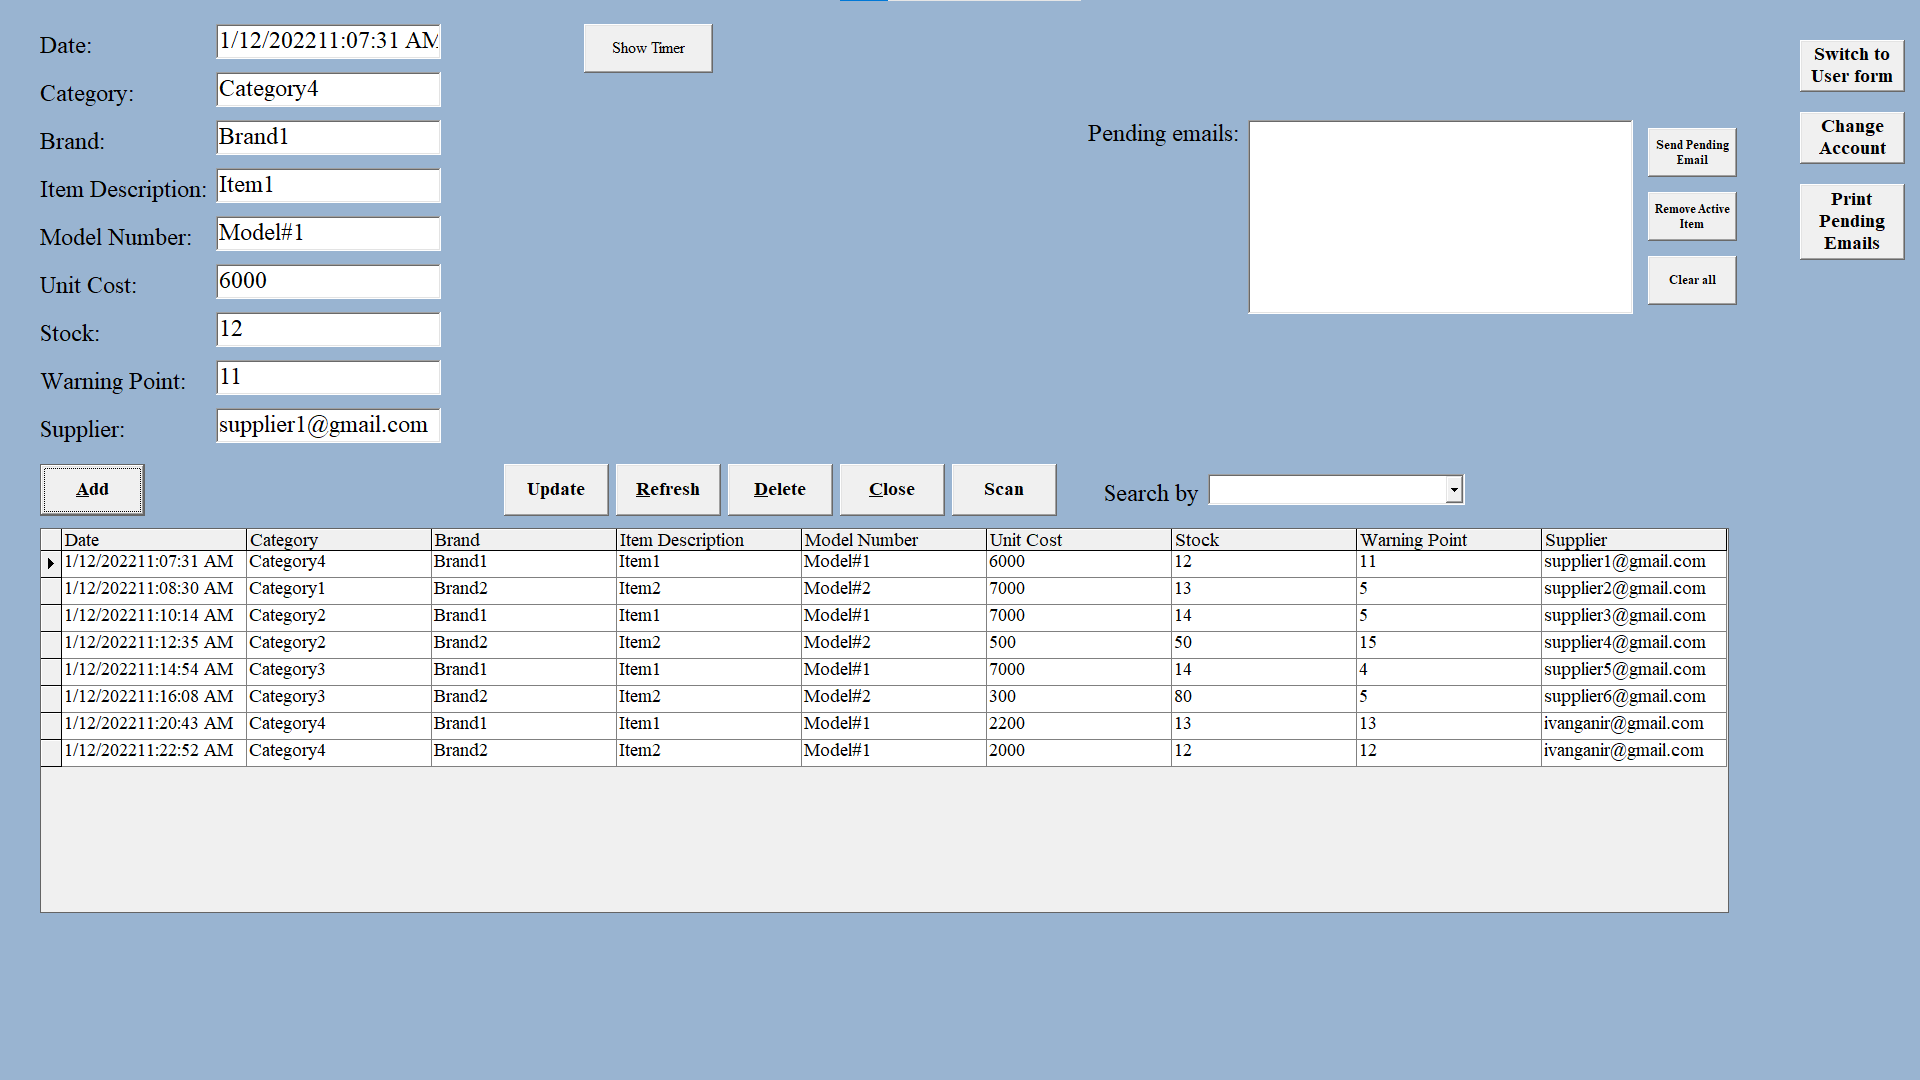 Date: 1/12/202211:07:31 AM
Show Timer
Switch to
User form
Category: Category4
Brand: Brand1
Pending emails:
Send Pending
Email
Change
Account
Item Description: Item1
Remove Active
Item
Print
Pending
Emails
Model Number: Model#1
Unit Cost: 6000
Clear all
Stock: 12
Warning Point: 11
Supplier: supplier1@gmail.com
Add Update Refresh Delete Close Scan Search by
Date Category Brand Item Description Model Number Unit Cost Stock Warning Point Supplier
1/12/202211:07:31 AM Category4 Brand1 Item1 Model#1 6000 12 11 supplier1@gmail.com
1/12/202211:08:30 AM Category1 Brand2 Item2 Model#2 7000 13 5 supplier2@gmail.com
1/12/202211:10:14 AM Category2 Brand1 Item1 Model#1 7000 14 5 supplier3@gmail.com
1/12/202211:12:35 AM Category2 Brand2 Item2 Model#2 500 50 15 supplier4@gmail.com
1/12/202211:14:54 AM Category3 Brand1 Item1 Model#1 7000 14 4 supplier5@gmail.com
1/12/202211:16:08 AM Category3 Brand2 Item2 Model#2 300 80 5 supplier6@gmail.com
1/12/202211:20:43 AM Category4 Brand1 Item1 Model#1 2200 13 13 ivanganir@gmail.com
1/12/202211:22:52 AM Category4 Brand2 Item2 Model#1 2000 12 12 ivanganir@gmail.com